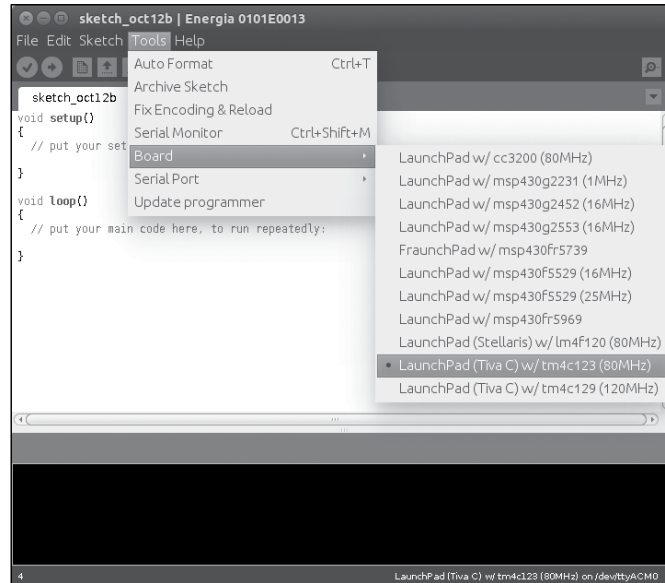 sketch_oct12b | Energia 0101E0013
File Edit Sketch Tools Help
sketch_oct12b
Auto Format Ctrl+T
Archive Sketch
Fix Encoding & Reload
Serial Monitor Ctrl+Shift+M
Board
Serial Port
Update programmer
LaunchPad w/ cc3200 (80MHz)
LaunchPad w/ msp430g2231 (1MHz)
LaunchPad w/ msp430g2452 (16MHz)
LaunchPad w/ msp430g2553 (16MHz)
FraunchPad w/ msp430fr5739
LaunchPad w/ msp430f5529 (16MHz)
LaunchPad w/ msp430f5529 (25MHz)
LaunchPad w/ msp430fr5969
LaunchPad (Stellaris) w/ lm4f120 (80MHz)
LaunchPad (Tiva C) w/ tm4c123 (80MHz)
LaunchPad (Tiva C) w/ tm4c129 (120MHz)
void setup()
{
// put your set
}
void loop()
{
// put your main code here, to run repeatedly:
}
4 LaunchPad (Tiva C) w/ tm4c123 (80MHz) on /dev/ttyACM0